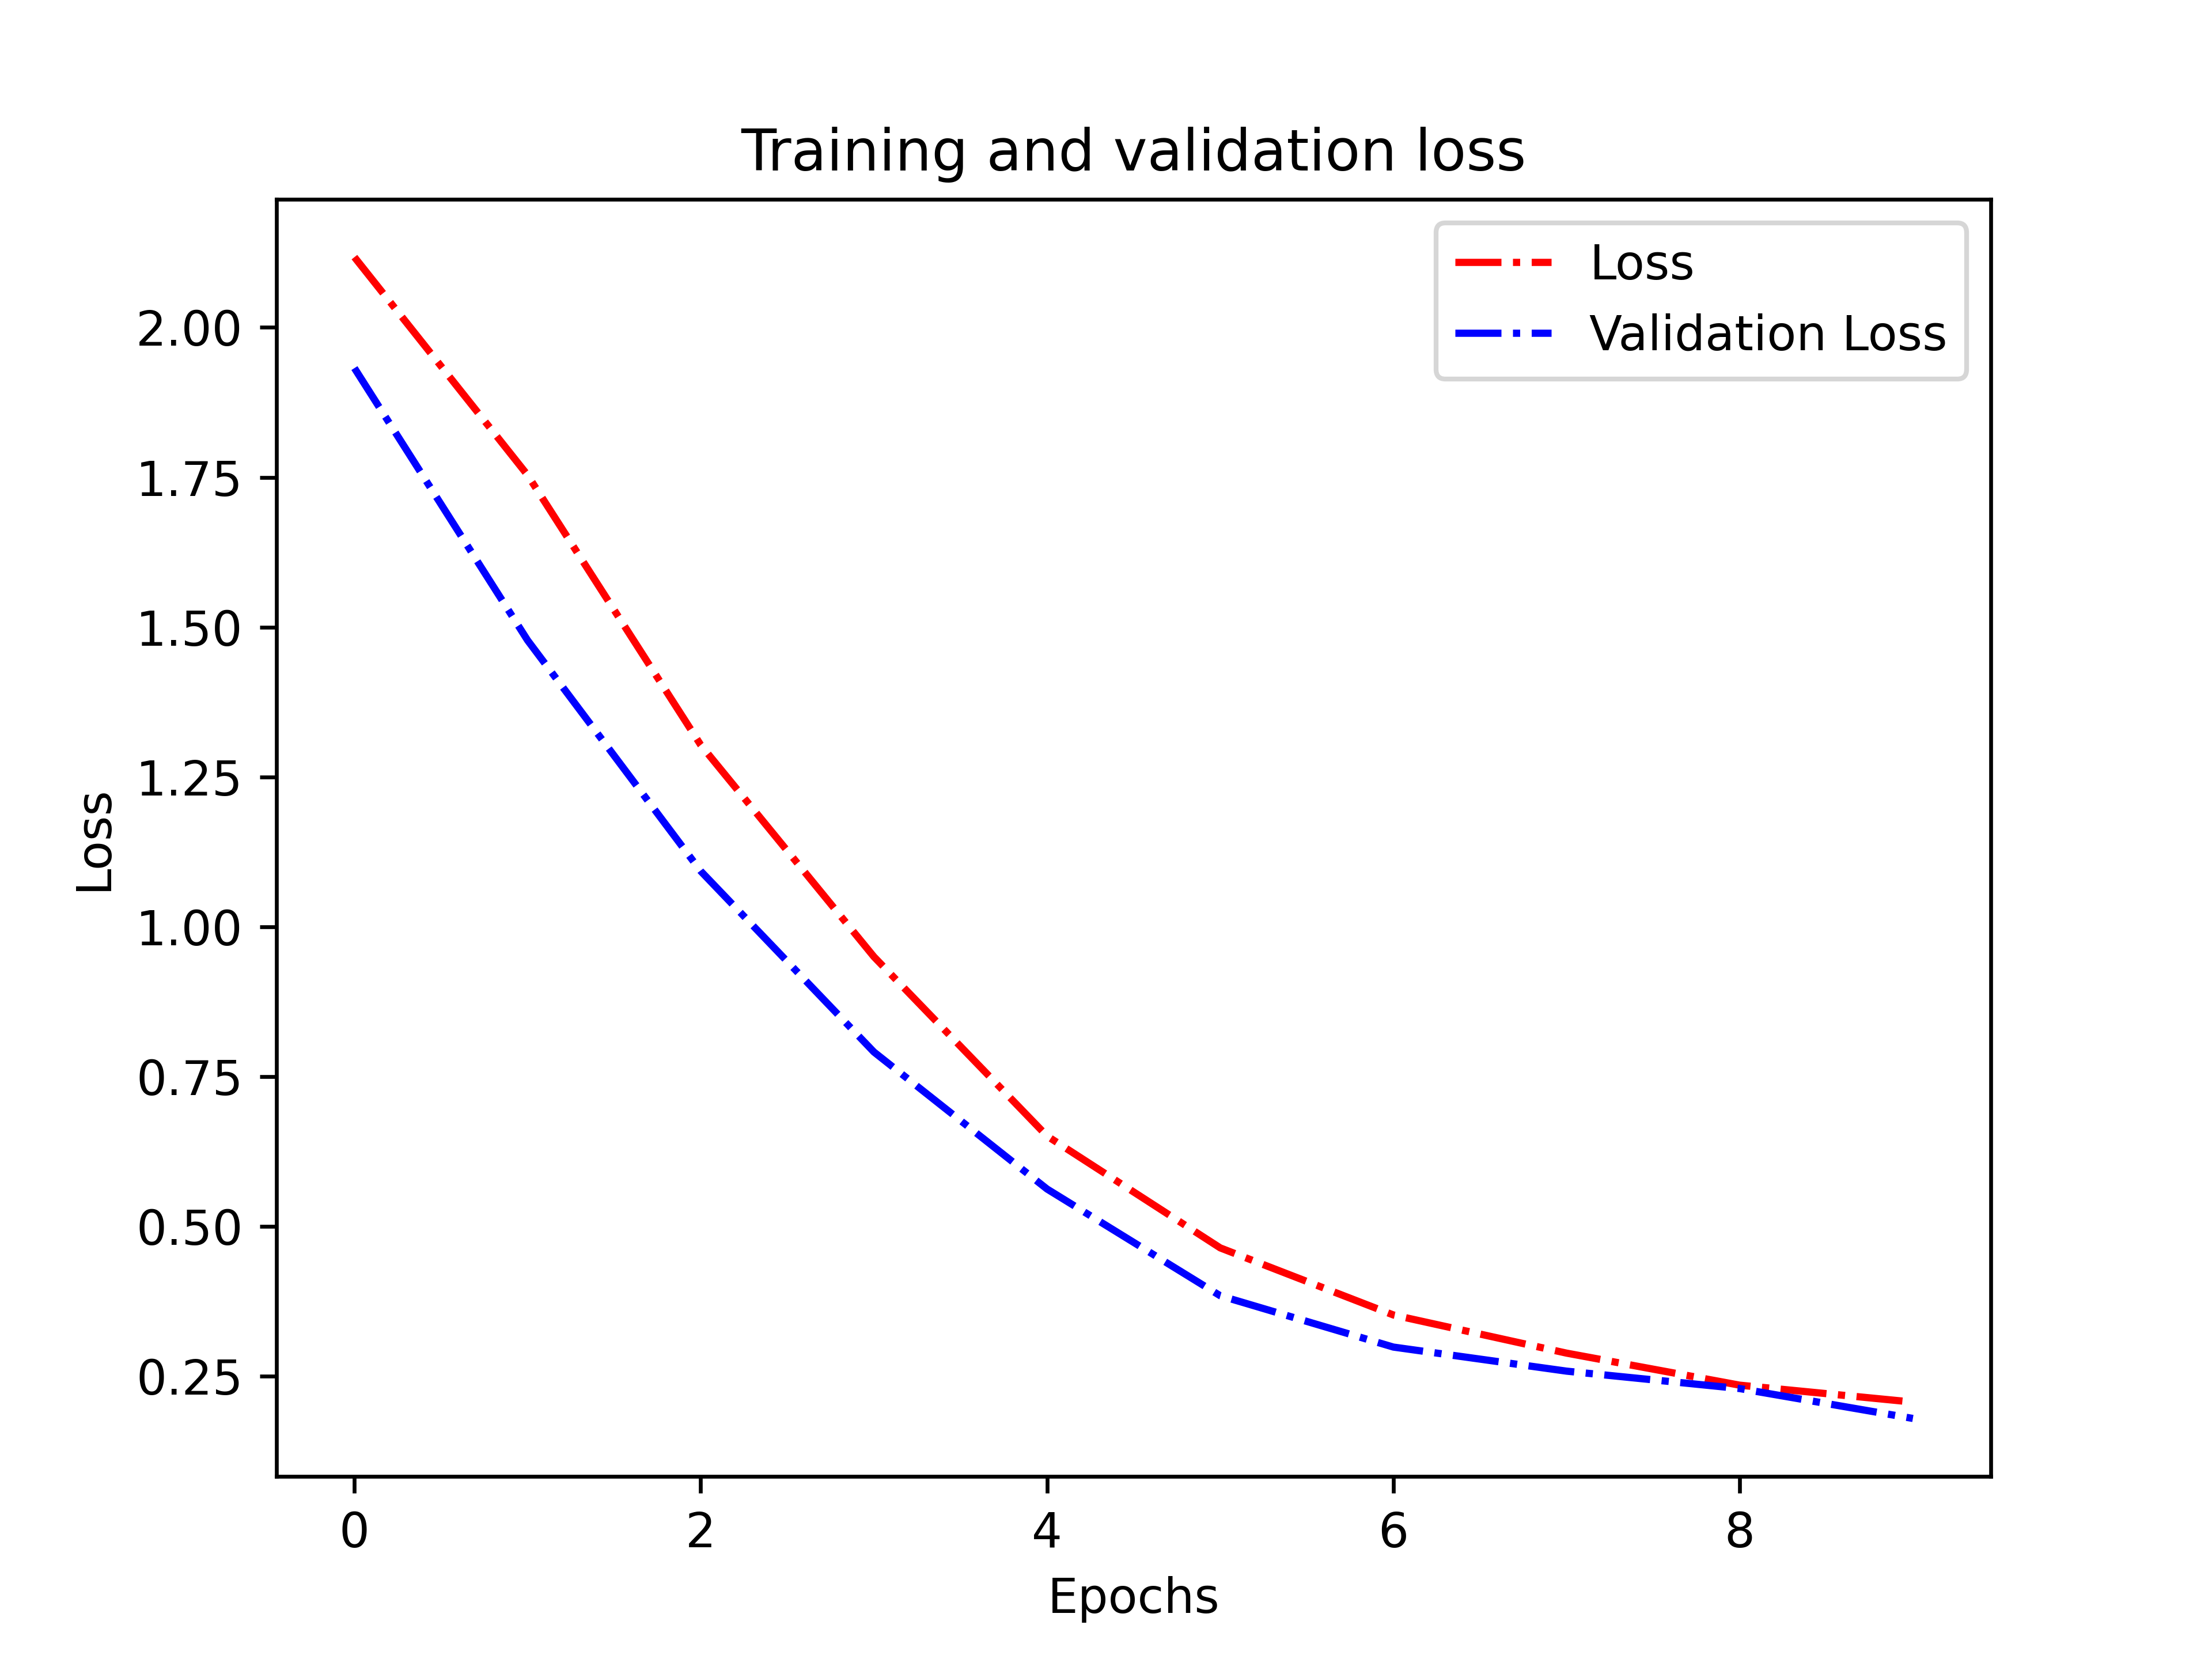 Training and validation loss
Loss
Validation Loss
2.00
1.75
1.50
1.25
1.00
0.75
0.50
0.25
Loss
0 2 4 6 8
Epochs